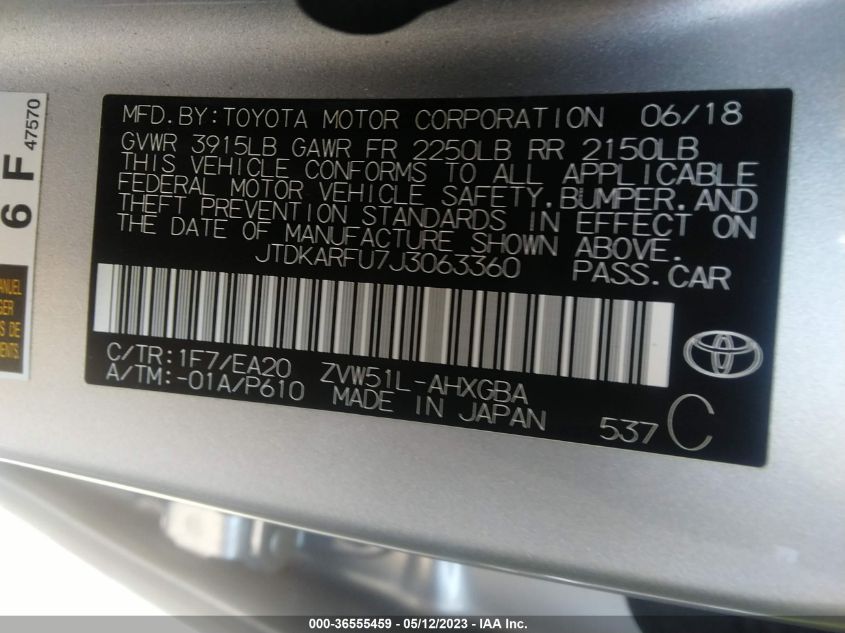 MFD.BY:TOYOTA MOTOR CORPORATION 06/18
GVWR 3915LB GAWR FR 2250LB RR 2150LB
THIS VEHICLE CONFORMS TO ALL APPLICABLE
FEDERAL MOTOR VEHICLE SAFETY.BUMPER.AND
THEFT PREVENTION STANDARDS IN EFFECT ON
THE DATE OF MANUFACTURE SHOWN ABOVE.
JTDKARFU7J3063360 PASS.CAR
C/TR:1F7/EA20 ZVW51L-AHXGBA
A/TM:-01A/P610 MADE IN JAPAN
537 C
6 F
47570
S DE
000-36555459 - 05/12/2023 - IAA Inc.